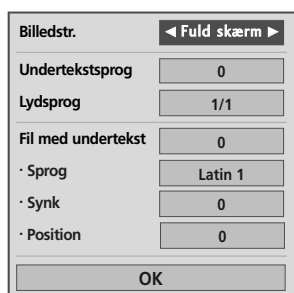 Billedstr. ◄ Fuld skærm ►
Undertekstsprog 0
Lydsprog 1/1
Fil med undertekst 0
· Sprog Latin 1
· Synk 0
· Position 0
OK